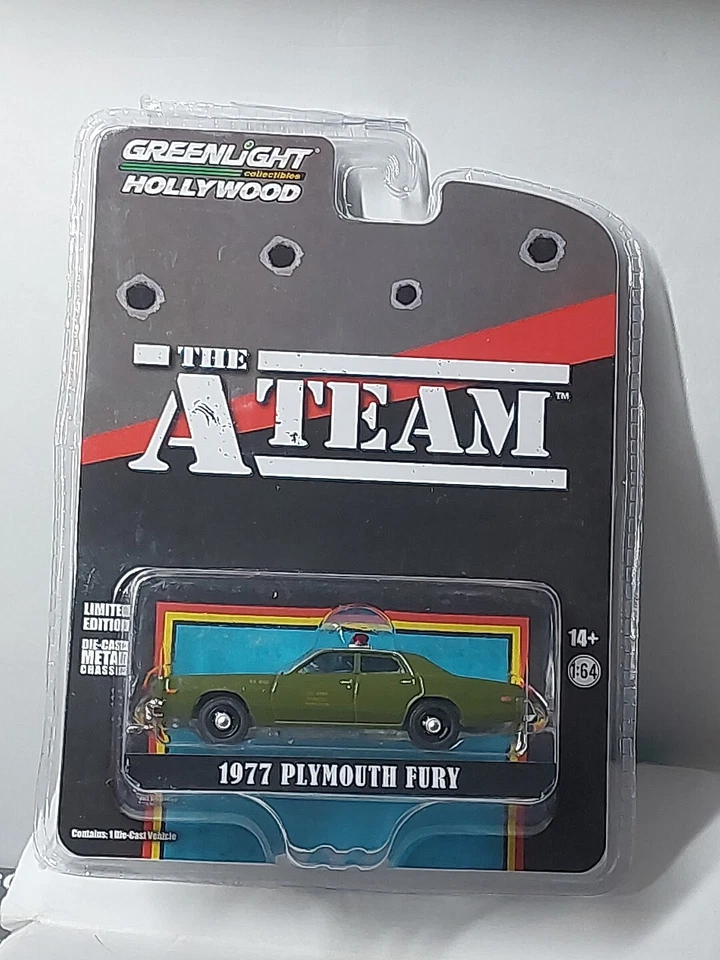 GREENLiGHT
collectibles
HOLLYWOOD
THE
A TEAM
TM
LIMITED
EDITION
DIE-CAST
METAL
CHASSIS
14+
1:64
1977 PLYMOUTH FURY
Contains: 1 Die-Cast Vehicle